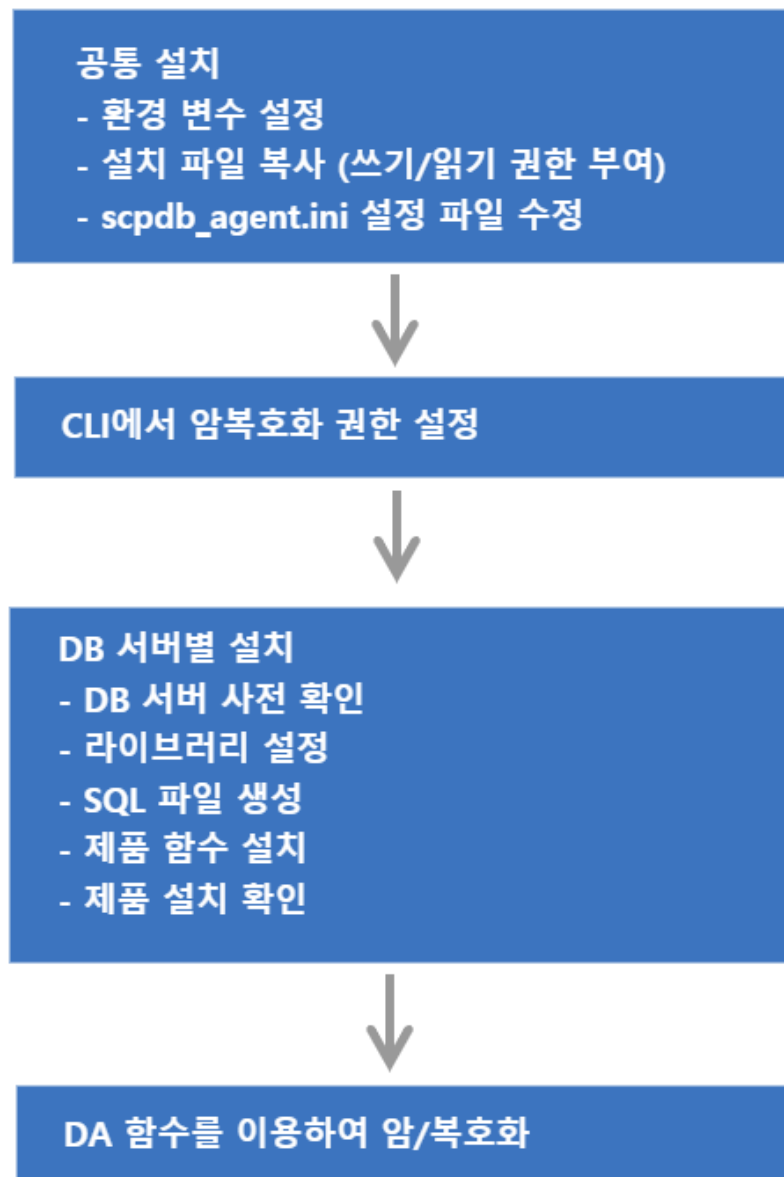 공통 설치
- 환경 변수 설정
- 설치 파일 복사 (쓰기/읽기 권한 부여)
- scpdb_agent.ini 설정 파일 수정
CLI에서 암복호화 권한 설정
DB 서버별 설치
- DB 서버 사전 확인
- 라이브러리 설정
- SQL 파일 생성
- 제품 함수 설치
- 제품 설치 확인
DA 함수를 이용하여 암/복호화